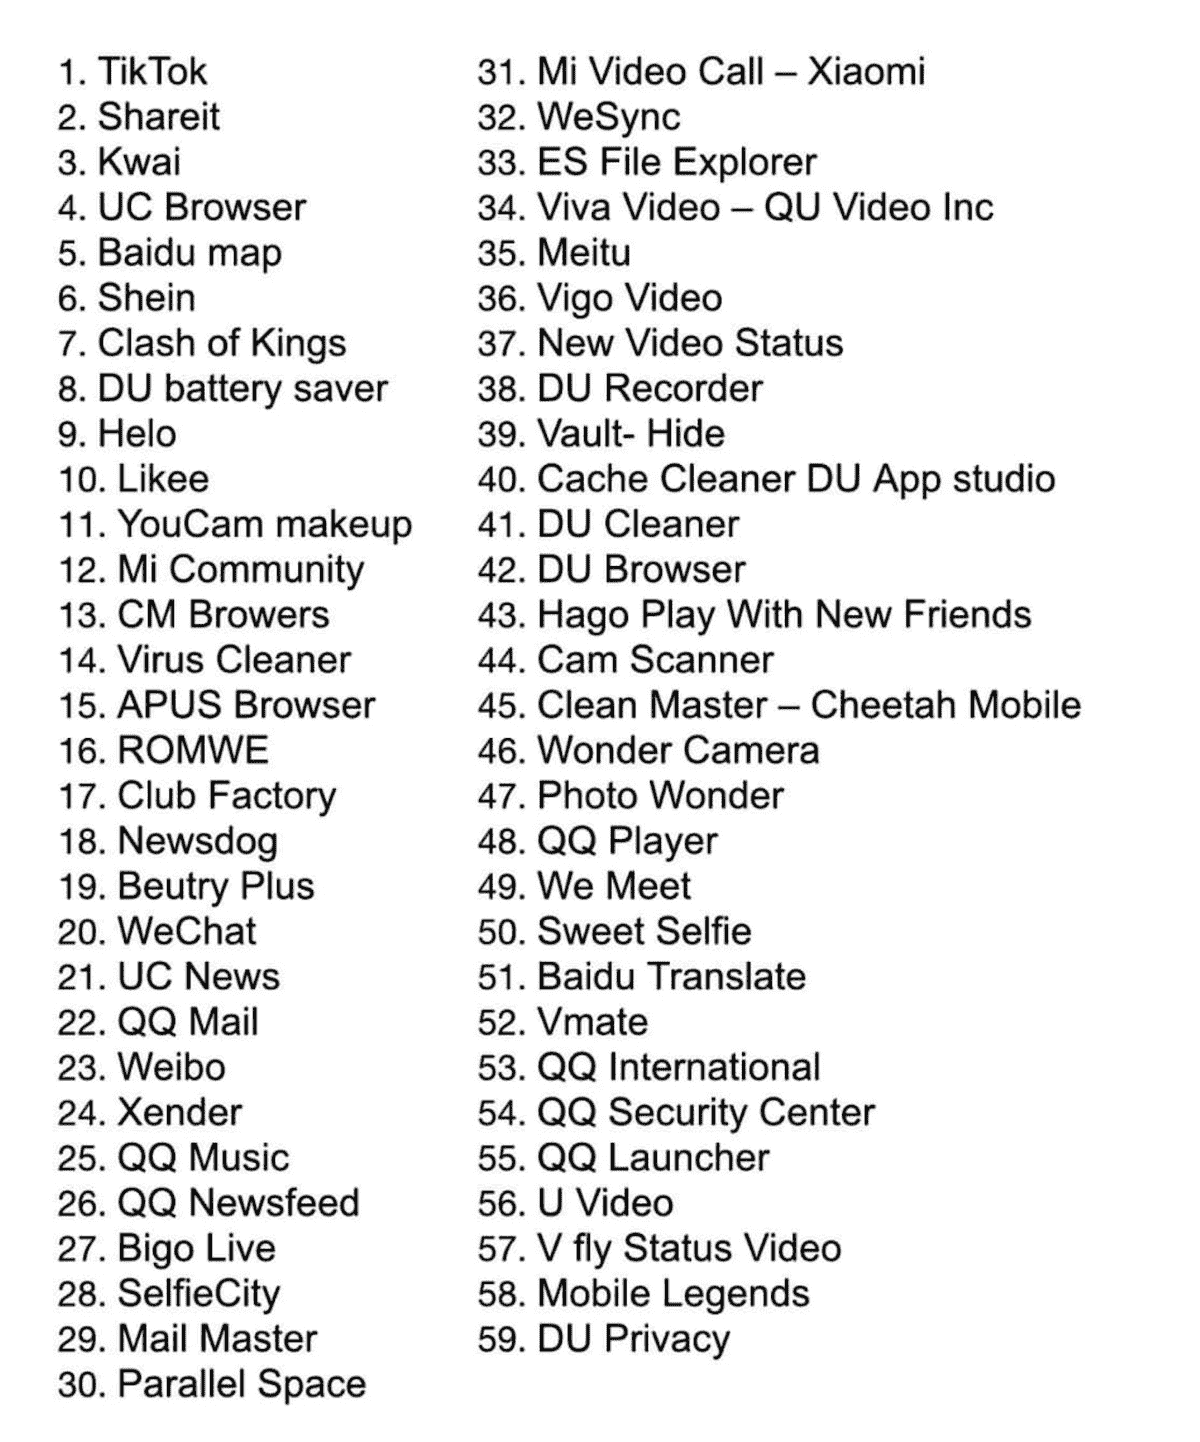 1. TikTok
2. Shareit
3. Kwai
4. UC Browser
5. Baidu map
6. Shein
7. Clash of Kings
8. DU battery saver
9. Helo
10. Likee
11. YouCam makeup
12. Mi Community
13. CM Browers
14. Virus Cleaner
15. APUS Browser
16. ROMWE
17. Club Factory
18. Newsdog
19. Beutry Plus
20. WeChat
21. UC News
22. QQ Mail
23. Weibo
24. Xender
25. QQ Music
26. QQ Newsfeed
27. Bigo Live
28. SelfieCity
29. Mail Master
30. Parallel Space
31. Mi Video Call – Xiaomi
32. WeSync
33. ES File Explorer
34. Viva Video – QU Video Inc
35. Meitu
36. Vigo Video
37. New Video Status
38. DU Recorder
39. Vault- Hide
40. Cache Cleaner DU App studio
41. DU Cleaner
42. DU Browser
43. Hago Play With New Friends
44. Cam Scanner
45. Clean Master – Cheetah Mobile
46. Wonder Camera
47. Photo Wonder
48. QQ Player
49. We Meet
50. Sweet Selfie
51. Baidu Translate
52. Vmate
53. QQ International
54. QQ Security Center
55. QQ Launcher
56. U Video
57. V fly Status Video
58. Mobile Legends
59. DU Privacy